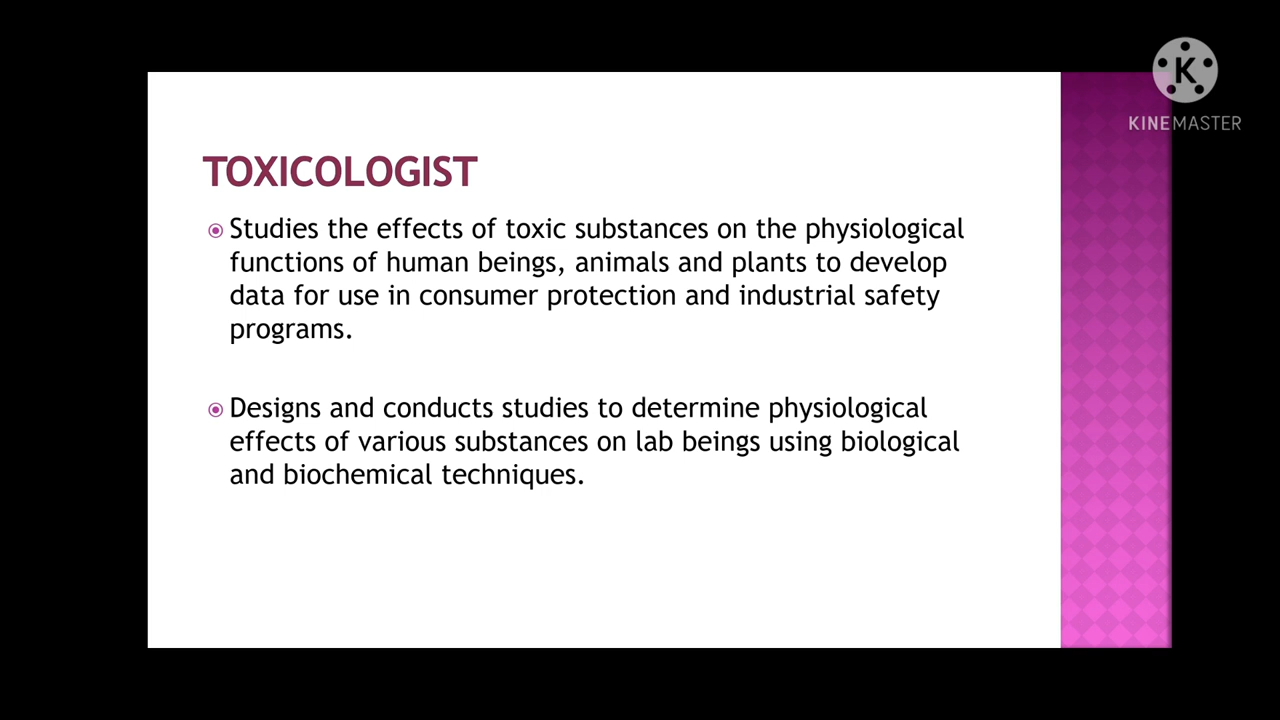 K
KINEMASTER
TOXICOLOGIST
Studies the effects of toxic substances on the physiological
functions of human beings, animals and plants to develop
data for use in consumer protection and industrial safety
programs.
Designs and conducts studies to determine physiological
effects of various substances on lab beings using biological
and biochemical techniques.